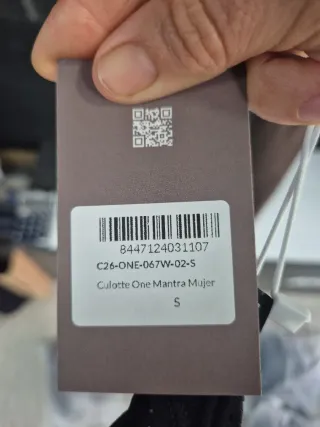 8447124031107
C26-ONE-067W-02-S
Culotte One Mantra Mujer
S